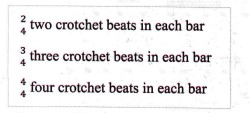 2/4 two crotchet beats in each bar
3/4 three crotchet beats in each bar
4/4 four crotchet beats in each bar